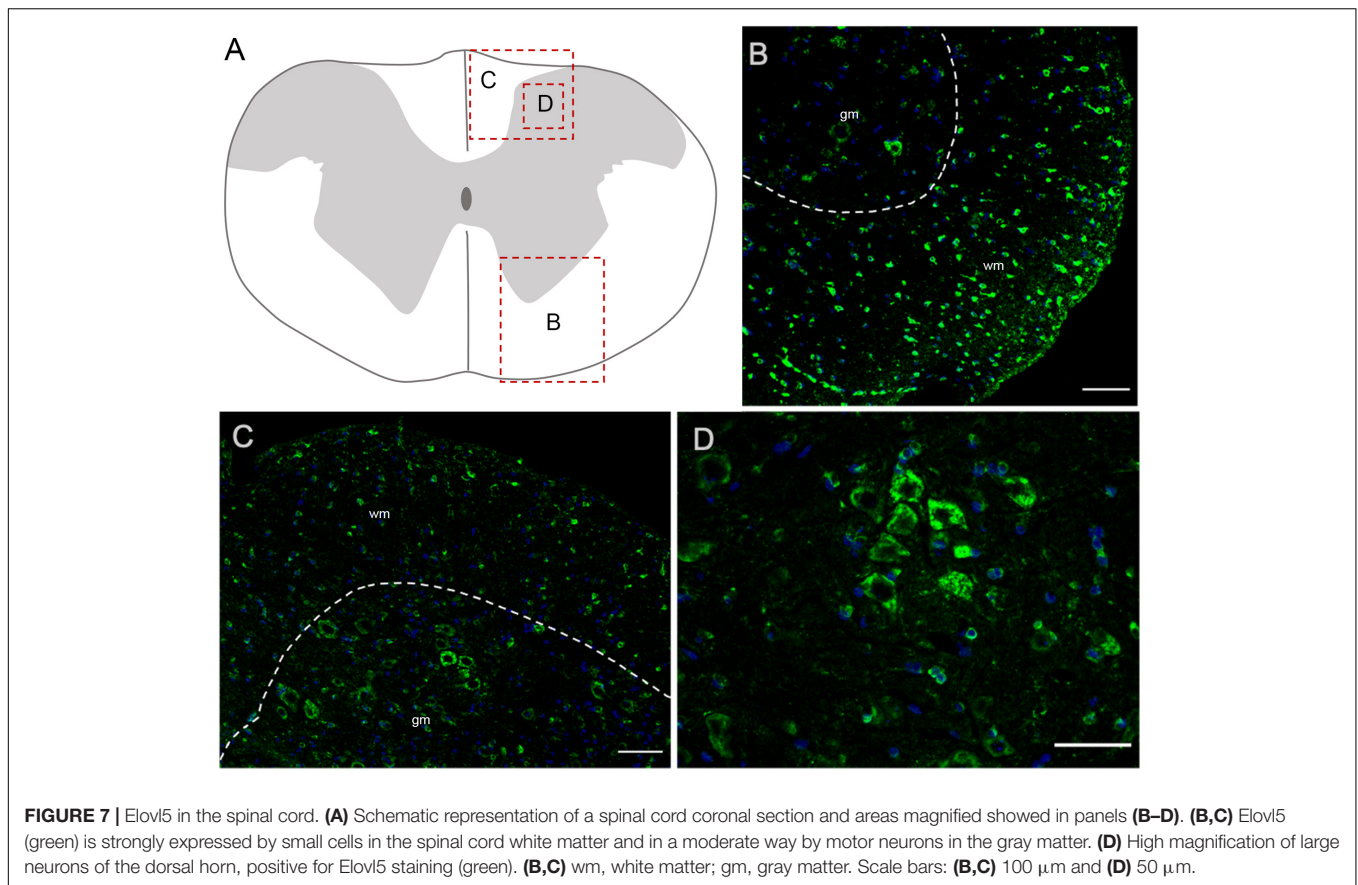 A
C
D
B
B
gm
wm
C
wm
gm
D
FIGURE 7 | Elovl5 in the spinal cord. (A) Schematic representation of a spinal cord coronal section and areas magnified showed in panels (B–D). (B,C) Elovl5
(green) is strongly expressed by small cells in the spinal cord white matter and in a moderate way by motor neurons in the gray matter. (D) High magnification of large
neurons of the dorsal horn, positive for Elovl5 staining (green). (B,C) wm, white matter; gm, gray matter. Scale bars: (B,C) 100 μm and (D) 50 μm.